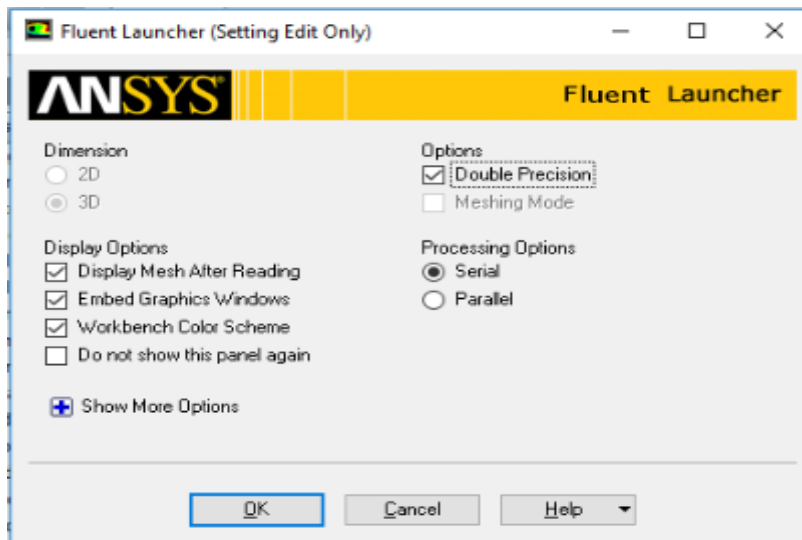 Fluent Launcher (Setting Edit Only)
ANSYS
Fluent Launcher
Dimension
2D
3D
Options
Double Precision
Meshing Mode
Display Options
Display Mesh After Reading
Embed Graphics Windows
Workbench Color Scheme
Do not show this panel again
Processing Options
Serial
Parallel
Show More Options
OK
Cancel
Help